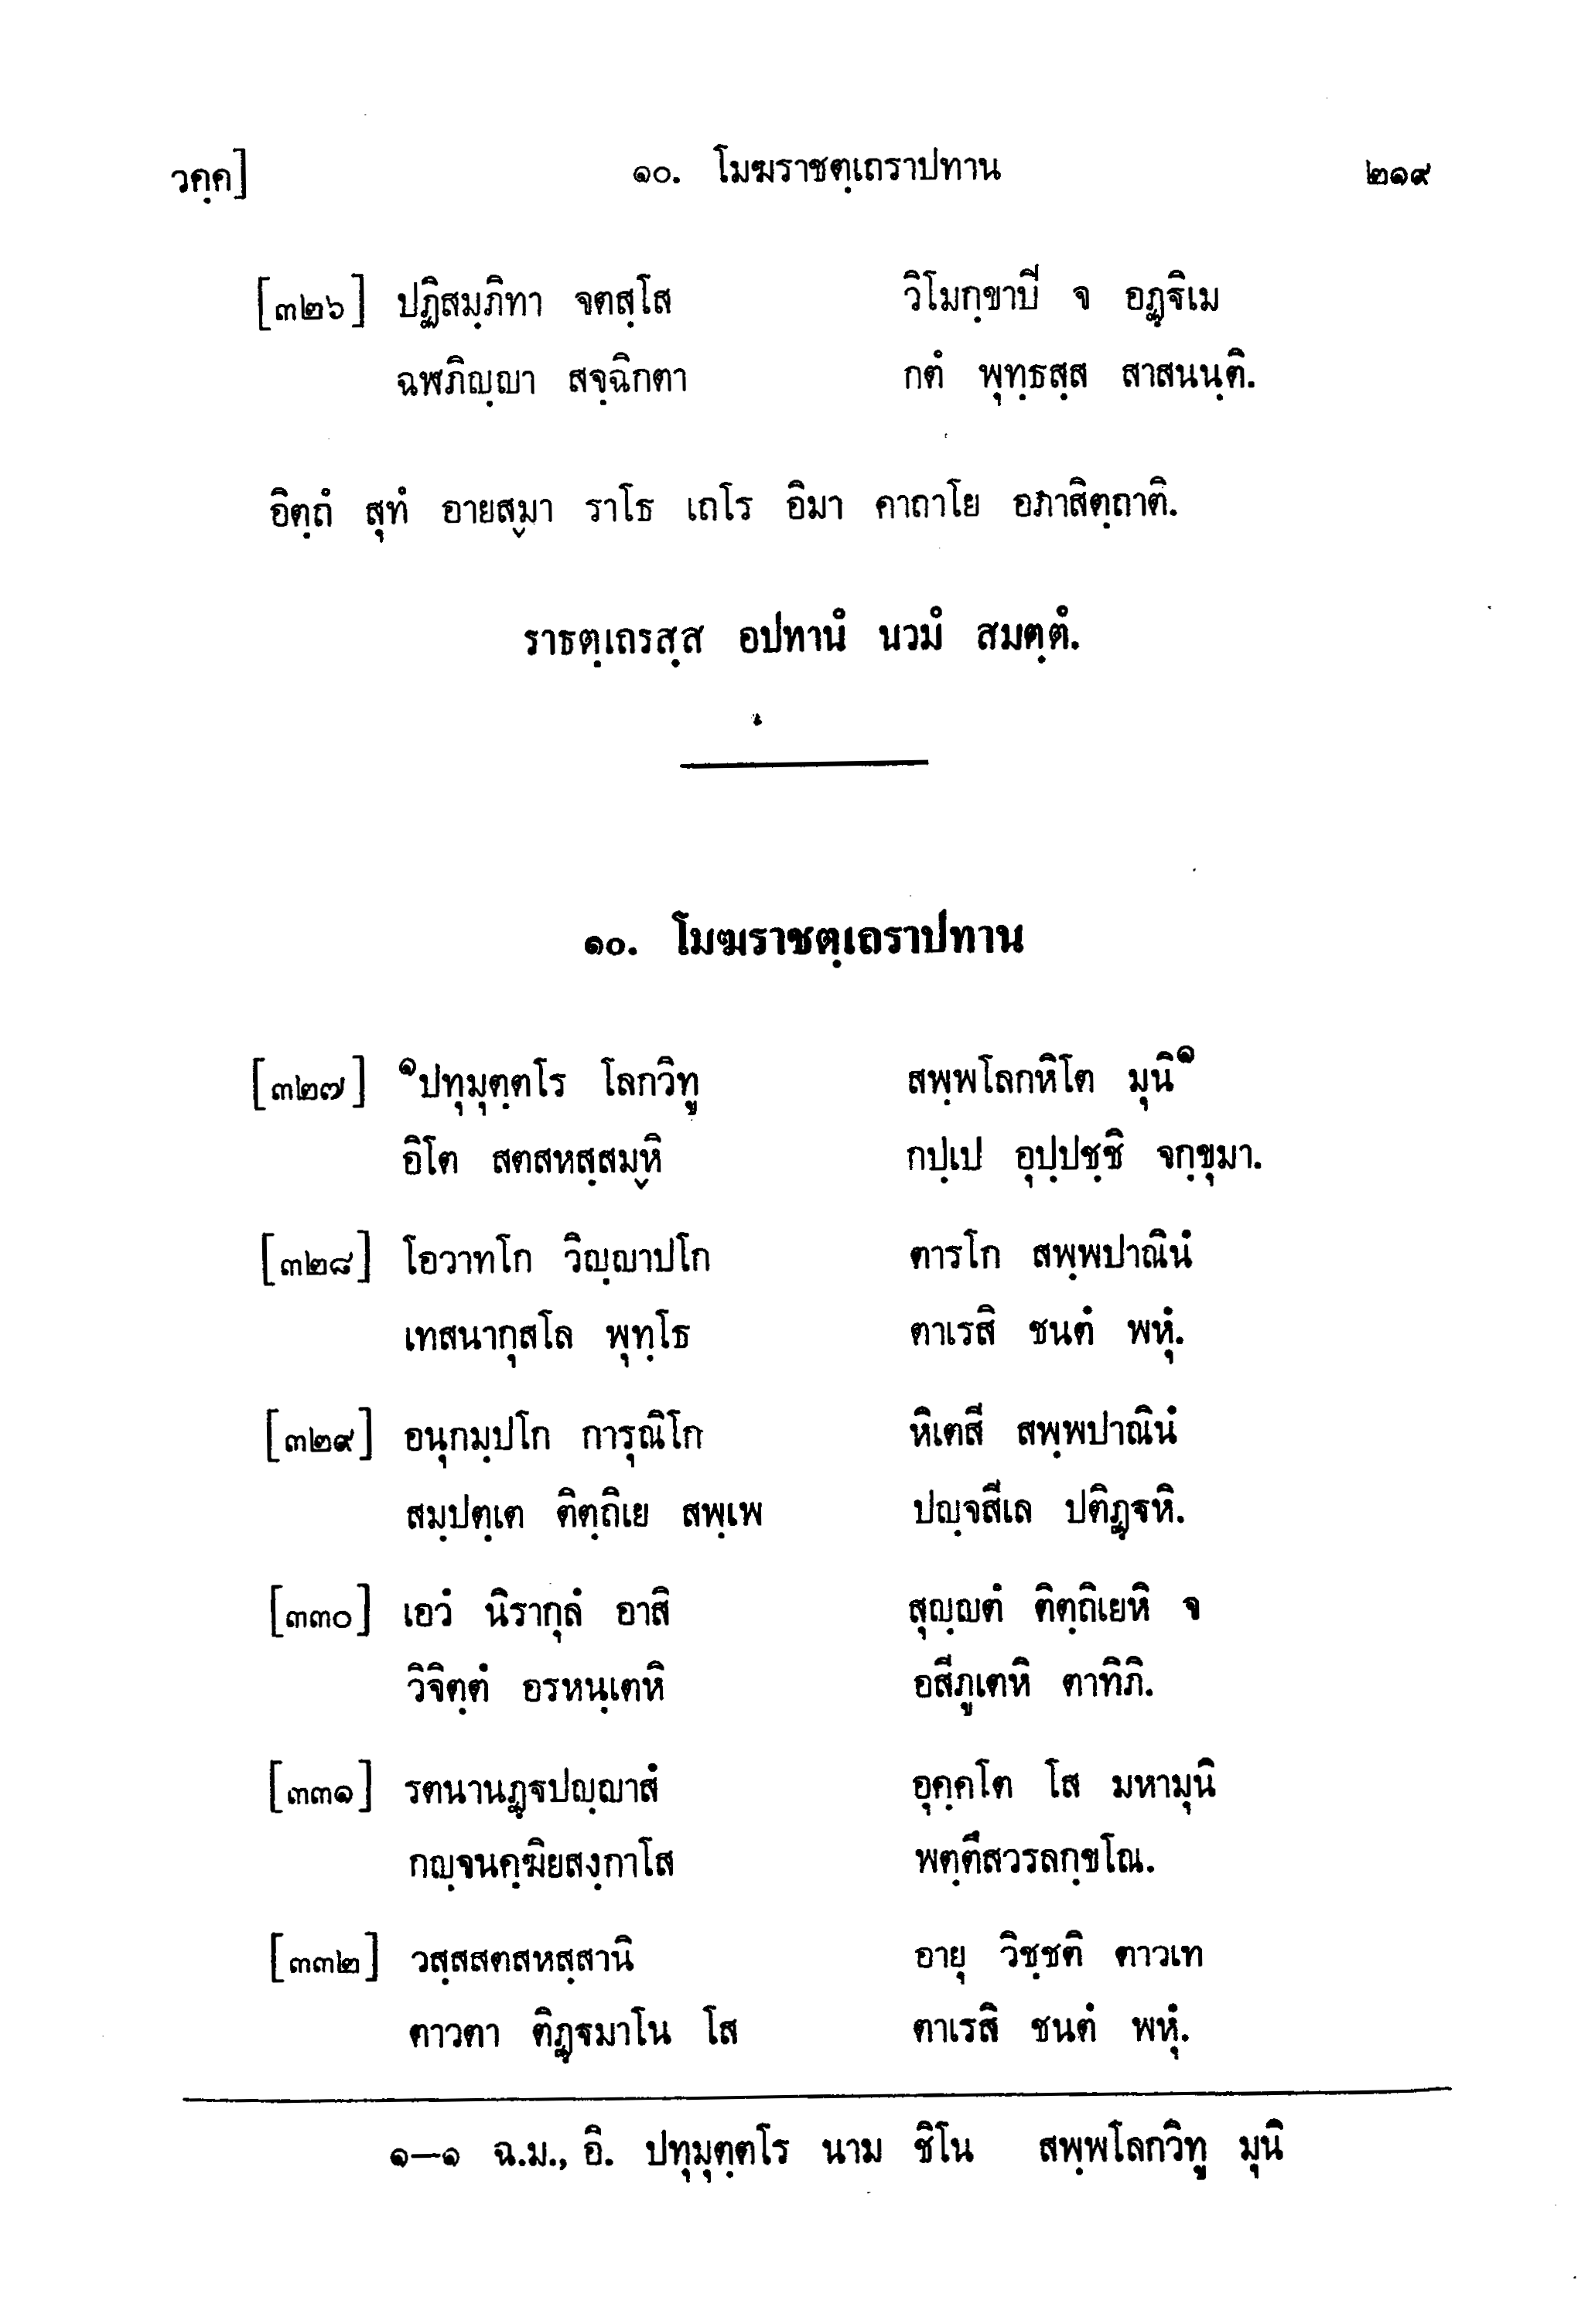 วคฺค] ๑๐. โมฆราชตฺเถราปทาน ๒๑๙
[๓๒๖] ปฏิสมฺภิทา จตสฺโส วิโมกฺขาปิ จ อฏฺฐิเม
ฉฬภิญฺญา สจฺฉิกตา กตํ พุทฺธสฺส สาสนนฺติ.
อิตฺถํ สุทํ อายสฺมา ราโธ เถโร อิมา คาถาโย อภาสิตฺถาติ.
ราธตฺเถรสฺส อปทานํ นวมํ สมตฺตํ.
๑๐. โมฆราชตฺเถราปทาน
[๓๒๗] ๑ปทุมุตฺตโร โลกวิทู สพฺพโลกหิโต มุนิ๑
อิโต สตสหสฺสมฺหิ กปฺเป อุปฺปชฺชิ จกฺขุมา.
[๓๒๘] โอวาทโก วิญฺญาปโก ตารโก สพฺพปาณินํ
เทสนากุสโล พุทฺโธ ตาเรสิ ชนตํ พหุํ.
[๓๒๙] อนุกมฺปโก การุณิโก หิเตสี สพฺพปาณินํ
สมฺปตฺเต ติตฺถิเย สพฺเพ ปญฺจสีเล ปติฏฺฐหิ.
[๓๓๐] เอวํ นิรากุลํ อาสิ สุญฺญตํ ติตฺถิเยหิ จ
วิจิตฺตํ อรหนฺเตหิ อสีภูเตหิ ตาทิภิ.
[๓๓๑] รตนานฏฺฐปญฺญาสํ อุคฺคโต โส มหามุนิ
กญฺจนคฺฆิยสงฺกาโส พตฺตึสวรลกฺขโณ.
[๓๓๒] วสฺสสตสหสฺสานิ อายุ วิชฺชติ ตาวเท
ตาวตา ติฏฺฐมาโน โส ตาเรสิ ชนตํ พหุํ.
๑—๑ ฉ.ม., อิ. ปทุมุตฺตโร นาม ชิโน สพฺพโลกวิทู มุนิ